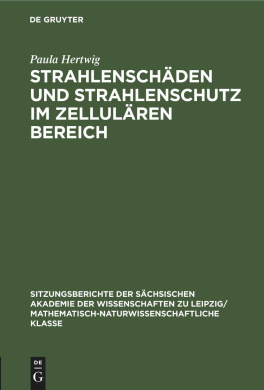 DE GRUYTER
Paula Hertwig
STRAHLENSCHÄDEN
UND STRAHLENSCHUTZ
IM ZELLULÄREN
BEREICH
SITZUNGSBERICHTE DER SÄCHSISCHEN
AKADEMIE DER WISSENSCHAFTEN ZU LEIPZIG/
MATHEMATISCH-NATURWISSENSCHAFTLICHE
KLASSE
DE
G